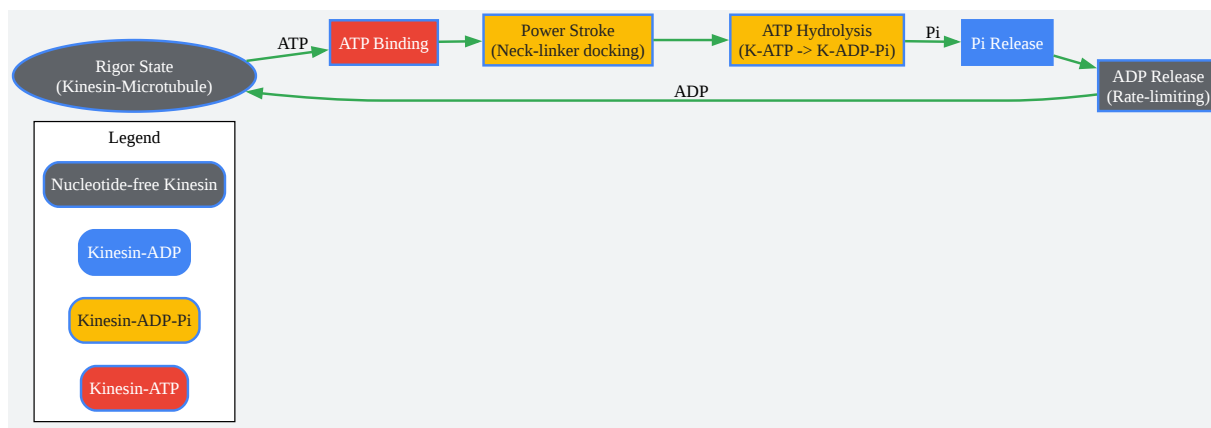 Rigor State
(Kinesin-Microtubule)
ATP
ATP Binding
Power Stroke
(Neck-linker docking)
ATP Hydrolysis
(K-ATP -> K-ADP-Pi)
Pi
Pi Release
ADP Release
(Rate-limiting)
ADP
Legend
Nucleotide-free Kinesin
Kinesin-ADP
Kinesin-ADP-Pi
Kinesin-ATP